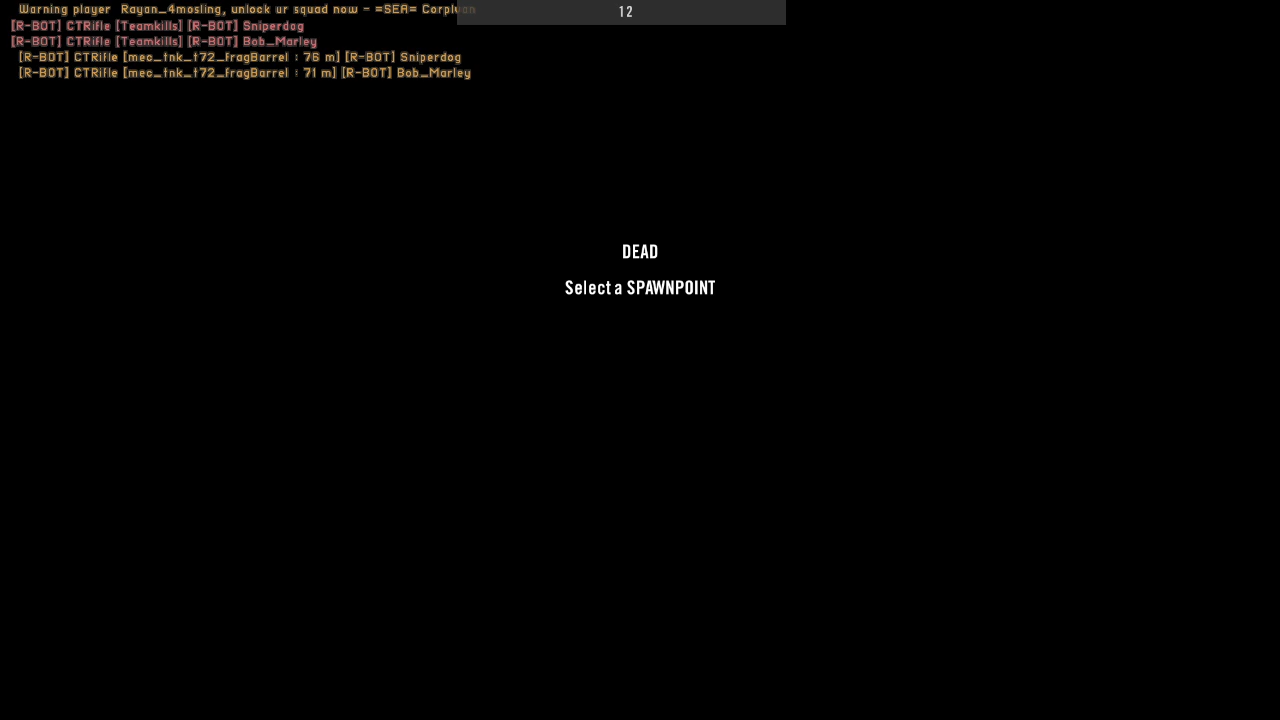 Warning player Rayan_4mosling, unlock ur squad now - =SEA= Corpluon
12
[R-BOT] CTRifle [Teamkills] [R-BOT] Sniperdog
[R-BOT] CTRifle [Teamkills] [R-BOT] Bob_Marley
[R-BOT] CTRifle [mec_tnk_t72_fragBarrel : 76 m] [R-BOT] Sniperdog
[R-BOT] CTRifle [mec_tnk_t72_fragBarrel : 71 m] [R-BOT] Bob_Marley
DEAD
Select a SPAWNPOINT